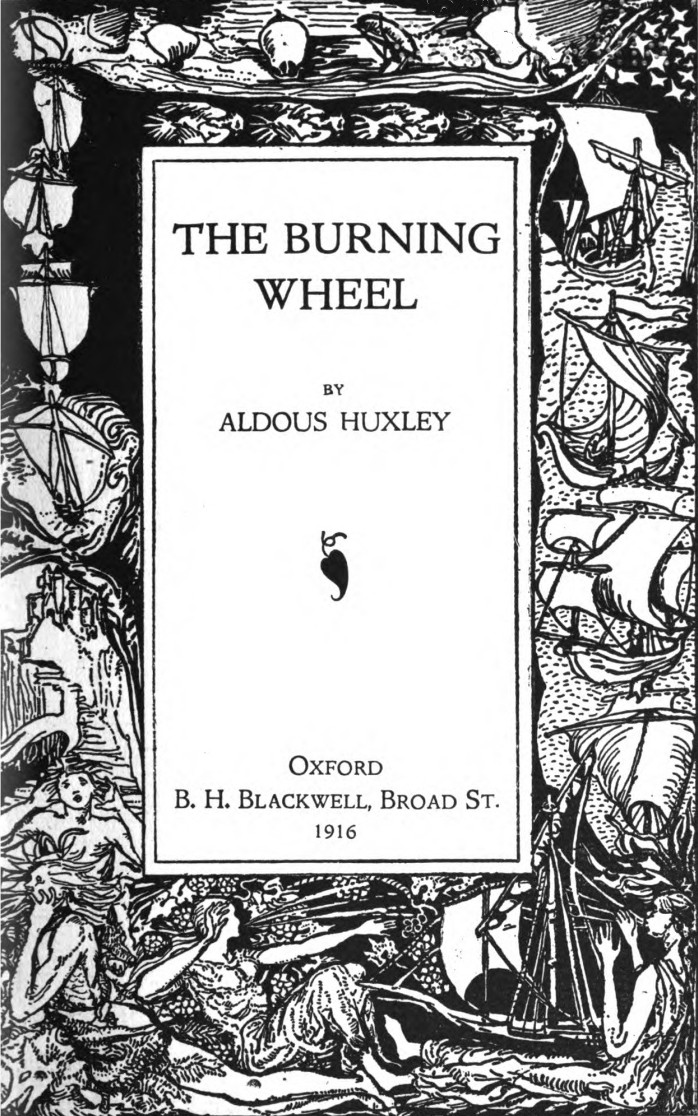 THE BURNING
WHEEL
BY
ALDOUS HUXLEY
OXFORD
B. H. BLACKWELL, BROAD ST.
1916